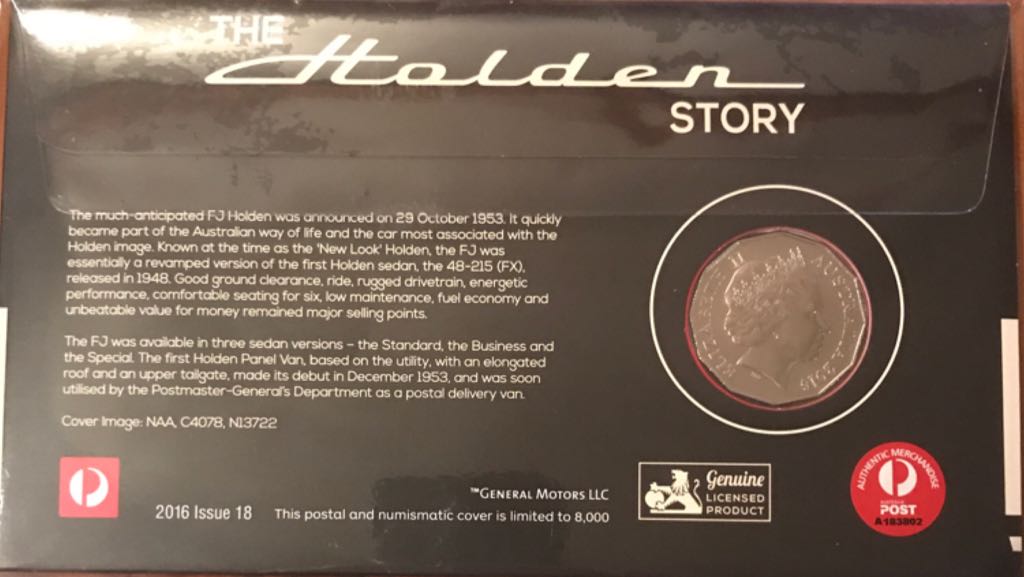 THE
Holden
STORY
The much-anticipated FJ Holden was announced on 29 October 1953. It quickly
became part of the Australian way of life and the car most associated with the
Holden image. Known at the time as the 'New Look' Holden, the FJ was
essentially a revamped version of the first Holden sedan, the 48-215 (FX),
released in 1948. Good ground clearance, ride, rugged drivetrain, energetic
performance, comfortable seating for six, low maintenance, fuel economy and
unbeatable value for money remained major selling points.
The FJ was available in three sedan versions – the Standard, the Business and
the Special. The first Holden Panel Van, based on the utility, with an elongated
roof and an upper tailgate, made its debut in December 1953, and was soon
utilised by the Postmaster-General's Department as a postal delivery van.
Cover Image: NAA, C4078, N13722
ELIZABETH II
AUSTRALIA
2016
2016 Issue 18
™GENERAL MOTORS LLC
This postal and numismatic cover is limited to 8,000
Genuine
LICENSED
PRODUCT
AUTHENTIC MERCHANDISE
AUSTRALIA
POST
A183802